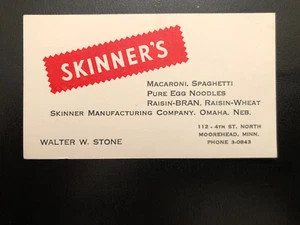 SKINNER'S
MACARONI, SPAGHETTI
PURE EGG NOODLES
RAISIN-BRAN, RAISIN-WHEAT
SKINNER MANUFACTURING COMPANY, OMAHA, NEB.
112 - 4TH ST. NORTH
WALTER W. STONE MOOREHEAD, MINN.
PHONE 3-0843